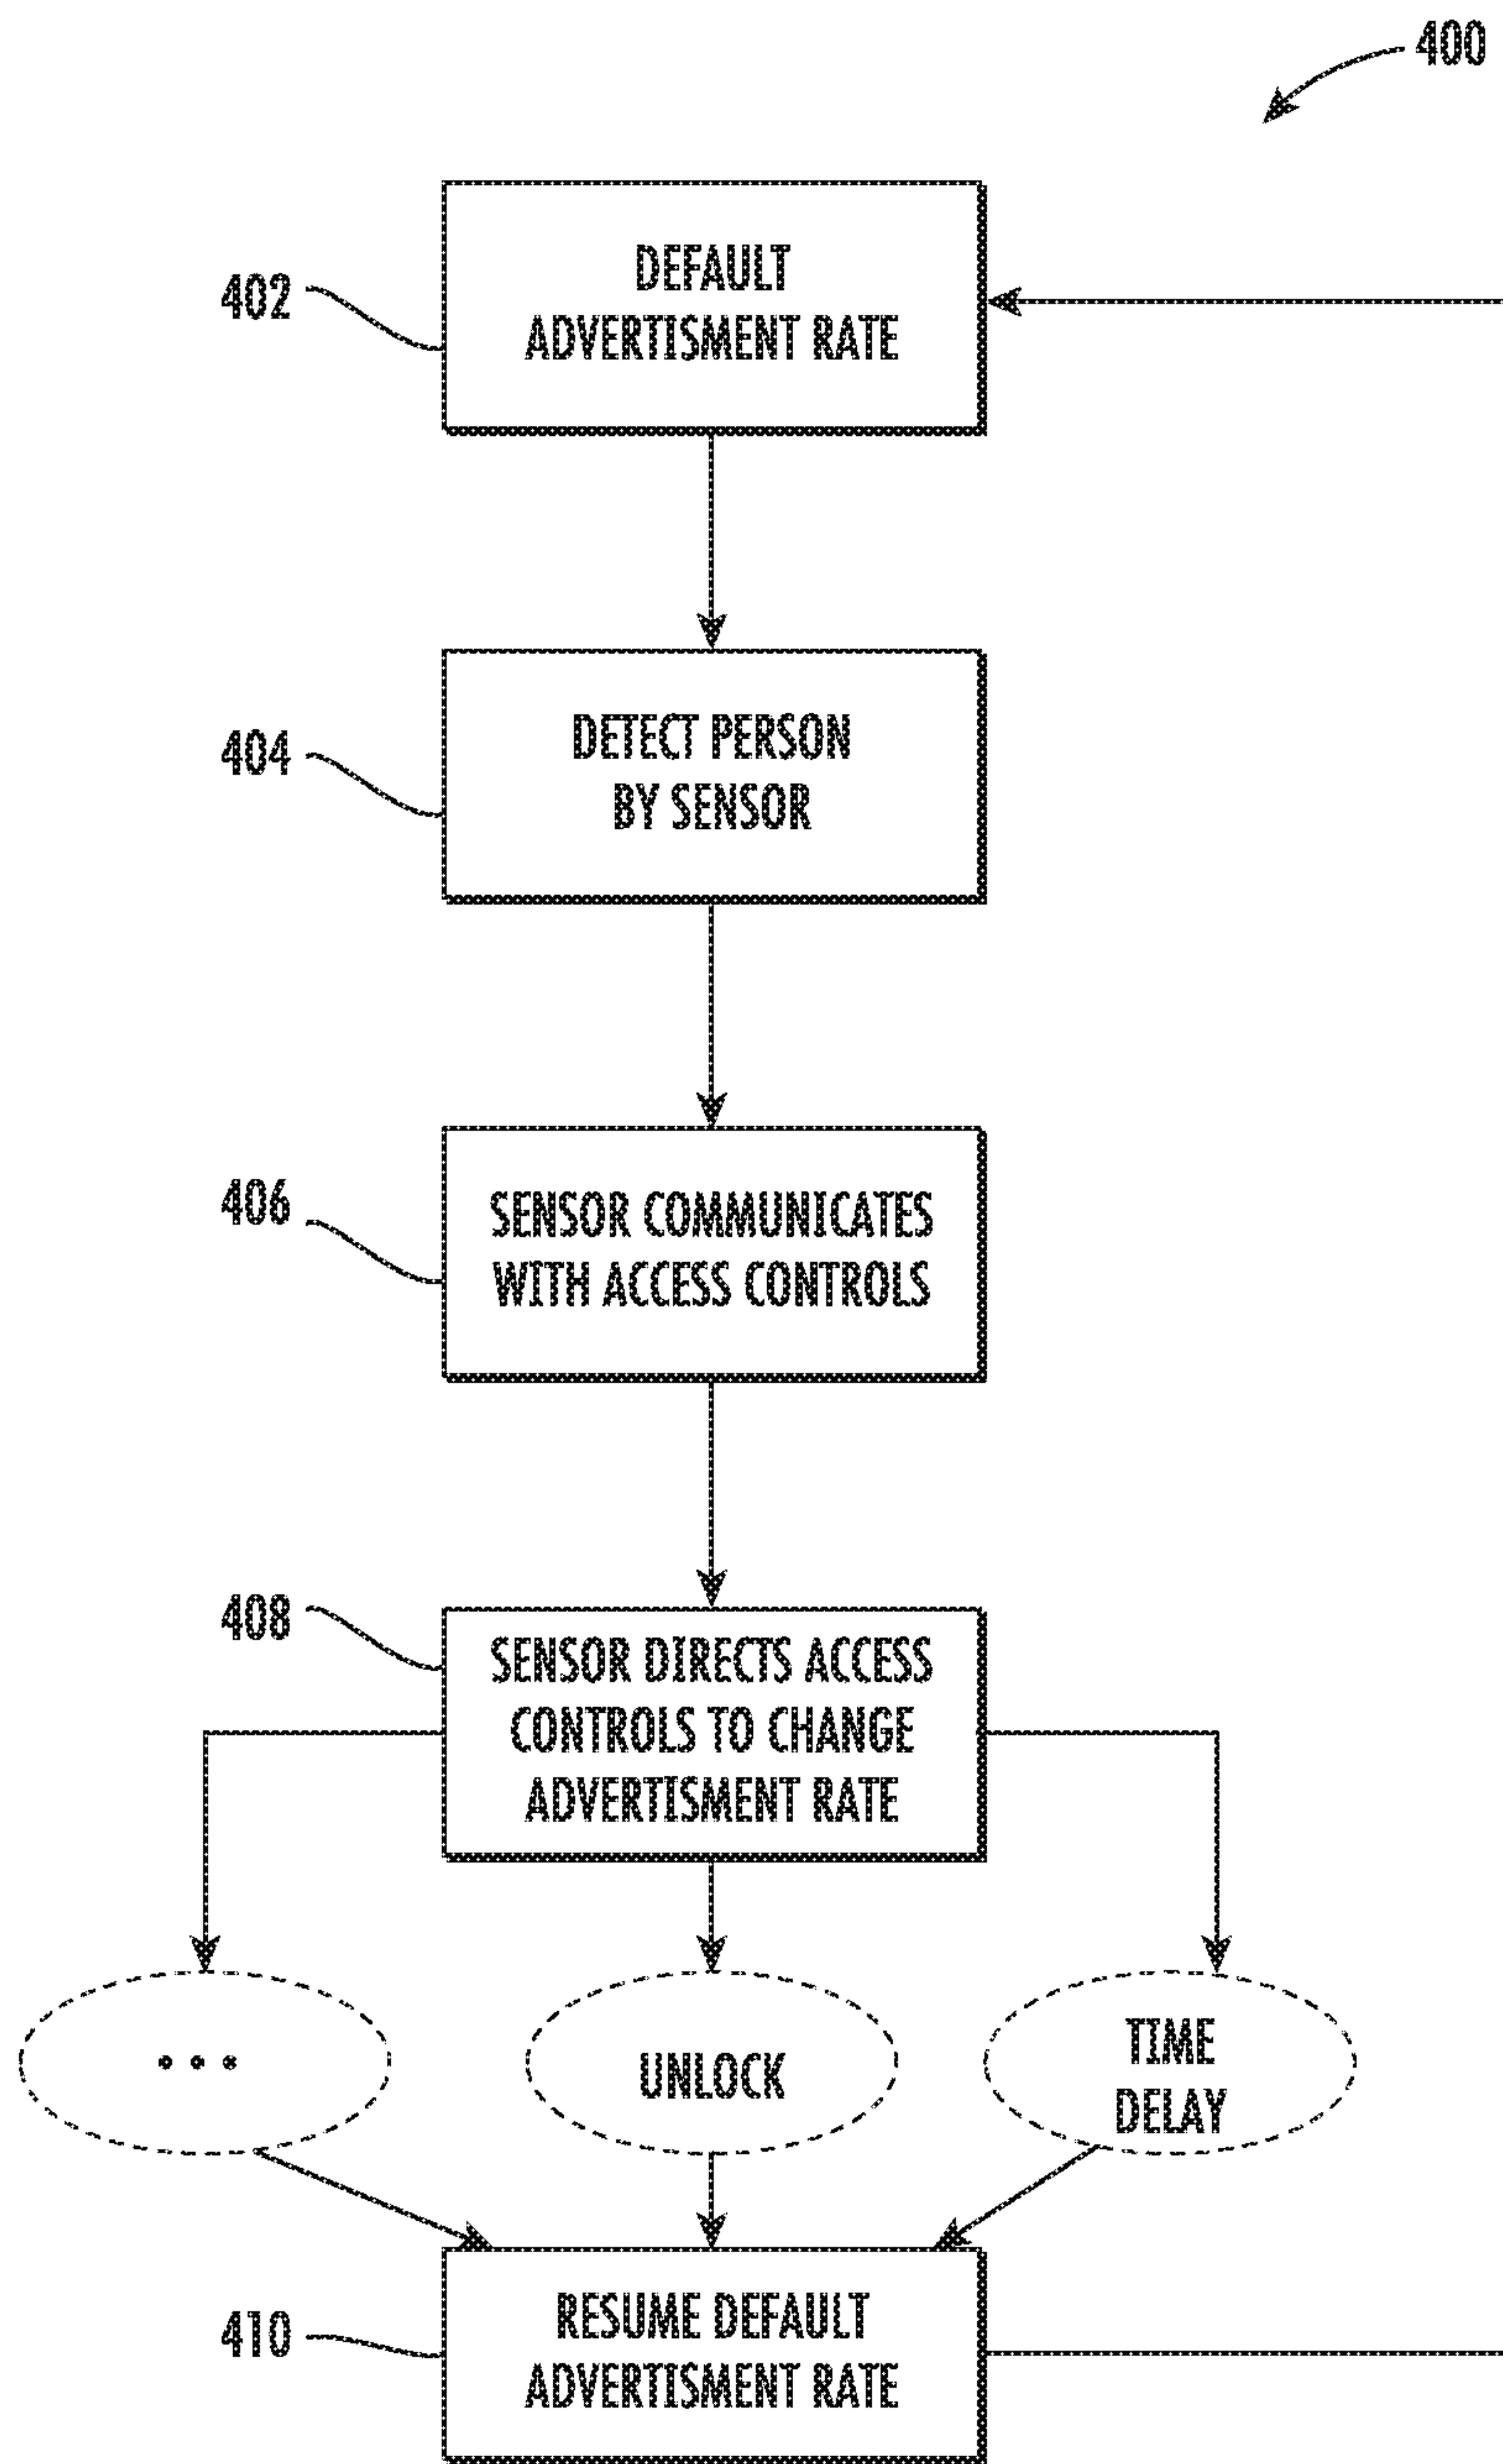 400
402
DEFAULT
ADVERTISMENT RATE
404
DETECT PERSON
BY SENSOR
406
SENSOR COMMUNICATES
WITH ACCESS CONTROLS
408
SENSOR DIRECTS ACCESS
CONTROLS TO CHANGE
ADVERTISMENT RATE
• • •
UNLOCK
TIME
DELAY
410
RESUME DEFAULT
ADVERTISMENT RATE